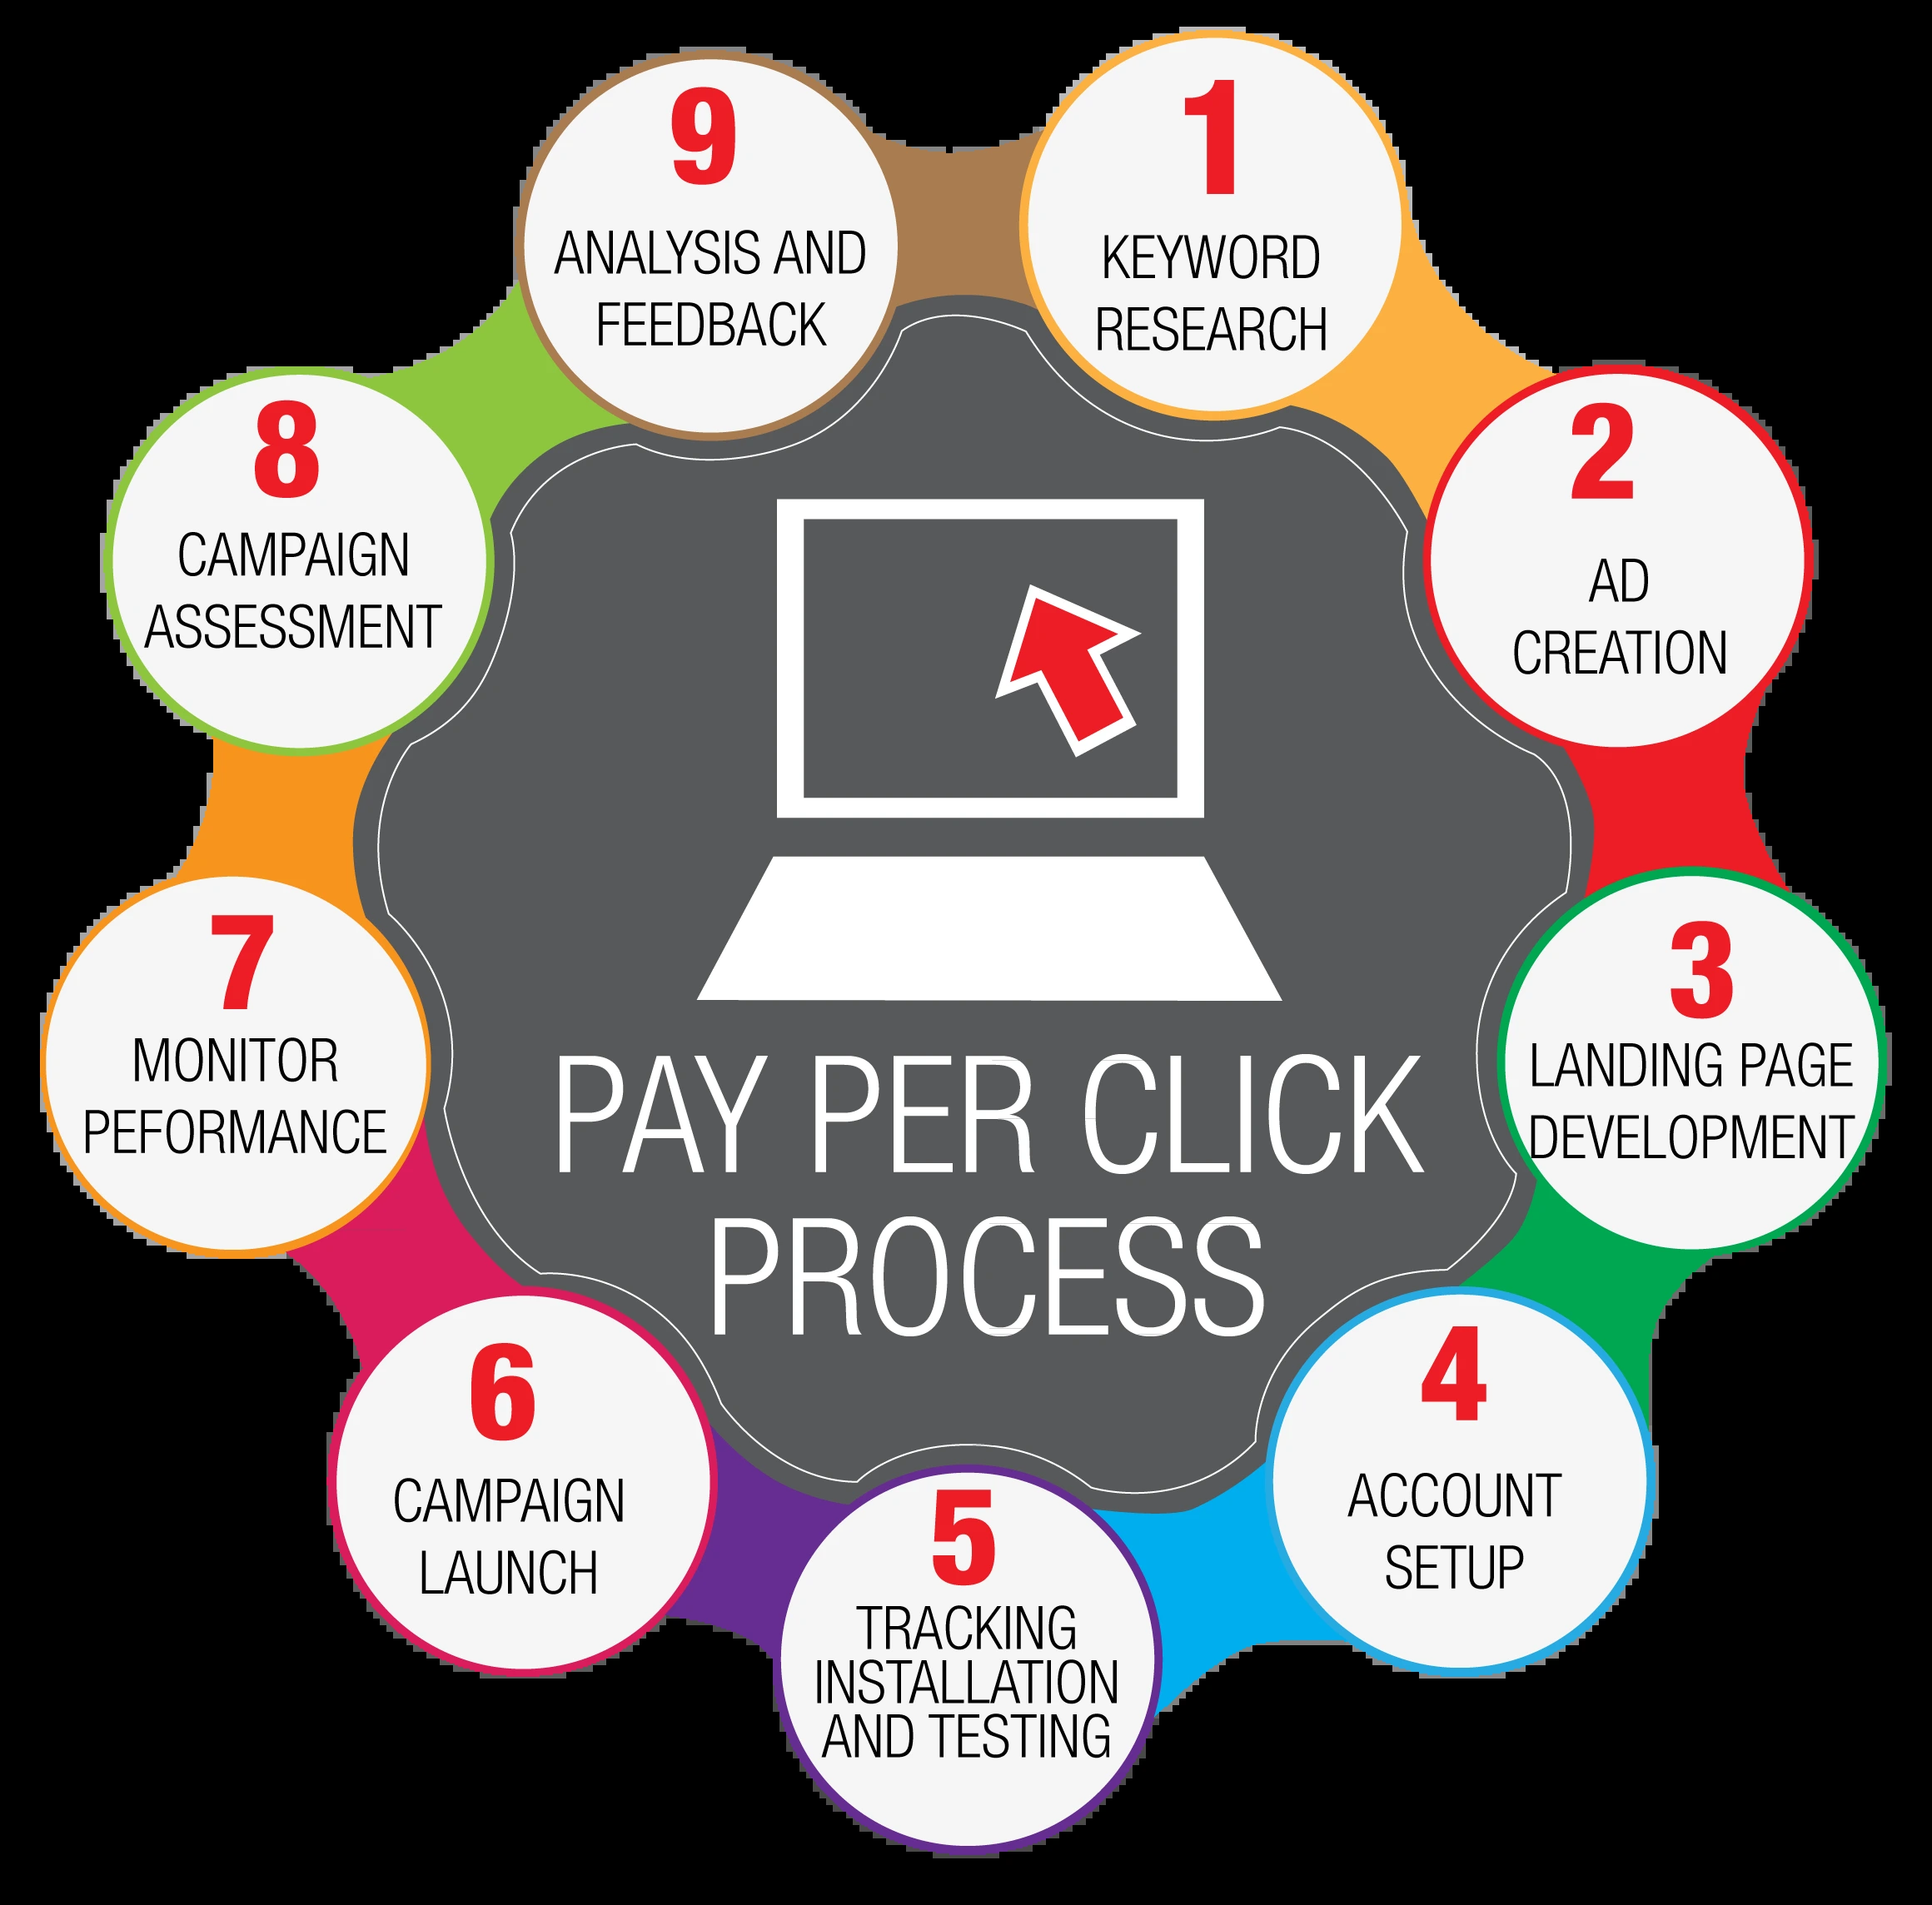 PAY PER CLICK
PROCESS
1
KEYWORD
RESEARCH
2
AD
CREATION
3
LANDING PAGE
DEVELOPMENT
4
ACCOUNT
SETUP
5
TRACKING
INSTALLATION
AND TESTING
6
CAMPAIGN
LAUNCH
7
MONITOR
PEFORMANCE
8
CAMPAIGN
ASSESSMENT
9
ANALYSIS AND
FEEDBACK